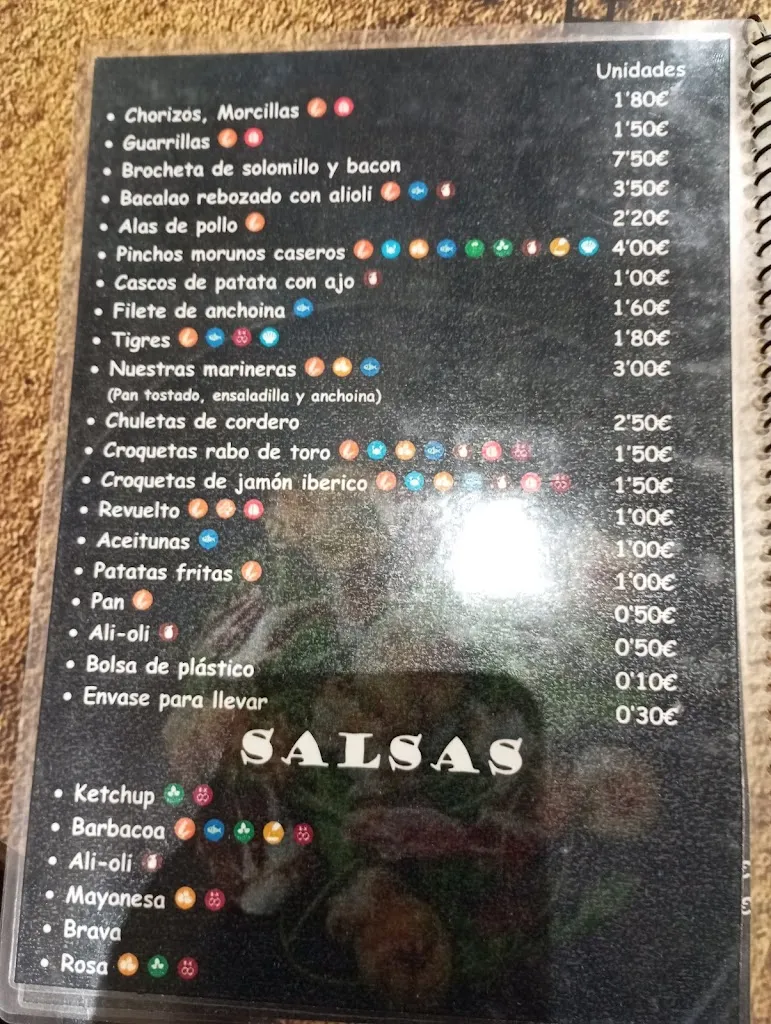 Unidades
• Chorizos, Morcillas 1'80€
• Guarrillas 1'50€
• Brocheta de solomillo y bacon 7'50€
• Bacalao rebozado con alioli 3'50€
• Alas de pollo 2'20€
• Pinchos morunos caseros 4'00€
• Cascos de patata con ajo 1'00€
• Filete de anchoina 1'60€
• Tigres 1'80€
• Nuestras marineras 3'00€
(Pan tostado, ensaladilla y anchoina)
• Chuletas de cordero 2'50€
• Croquetas rabo de toro 1'50€
• Croquetas de jamón iberico 1'50€
• Revuelto 1'00€
• Aceitunas 1'00€
• Patatas fritas 1'00€
• Pan 0'50€
• Ali-oli 0'50€
• Bolsa de plástico 0'10€
• Envase para llevar 0'30€
SALSAS
• Ketchup
• Barbacoa
• Ali-oli
• Mayonesa
• Brava
• Rosa